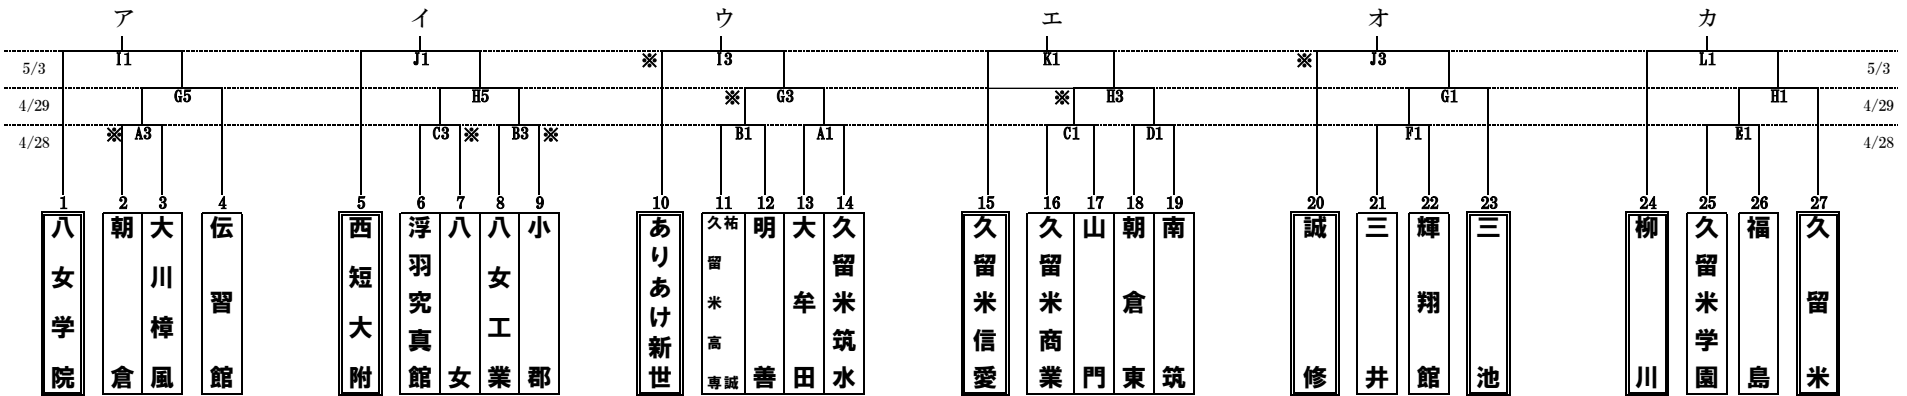 ア イ ウ エ オ カ
I1 J1 ※ I3 K1 ※ J3 L1
5/3 5/3
G5 H5 ※ G3 ※ H3 G1 H1
4/29 4/29
※ A3 C3 ※ B3 ※ B1 A1 C1 D1 F1 E1
4/28 4/28
1 2 3 4 5 6 7 8 9 10 11 12 13 14 15 16 17 18 19 20 21 22 23 24 25 26 27
八女学院
朝倉
大川樟風
伝習館
西短大附
浮羽究真館
八女
八女工業
小郡
ありあけ新世
祐誠
久留米高専
明善
大牟田
久留米筑水
久留米信愛
久留米商業
山門
朝倉東
南筑
誠修
三井
輝翔館
三池
柳川
久留米学園
福島
久留米